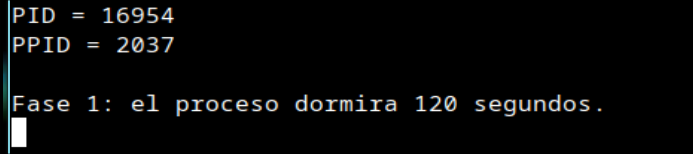 PID = 16954
PPID = 2037
Fase 1: el proceso dormira 120 segundos.